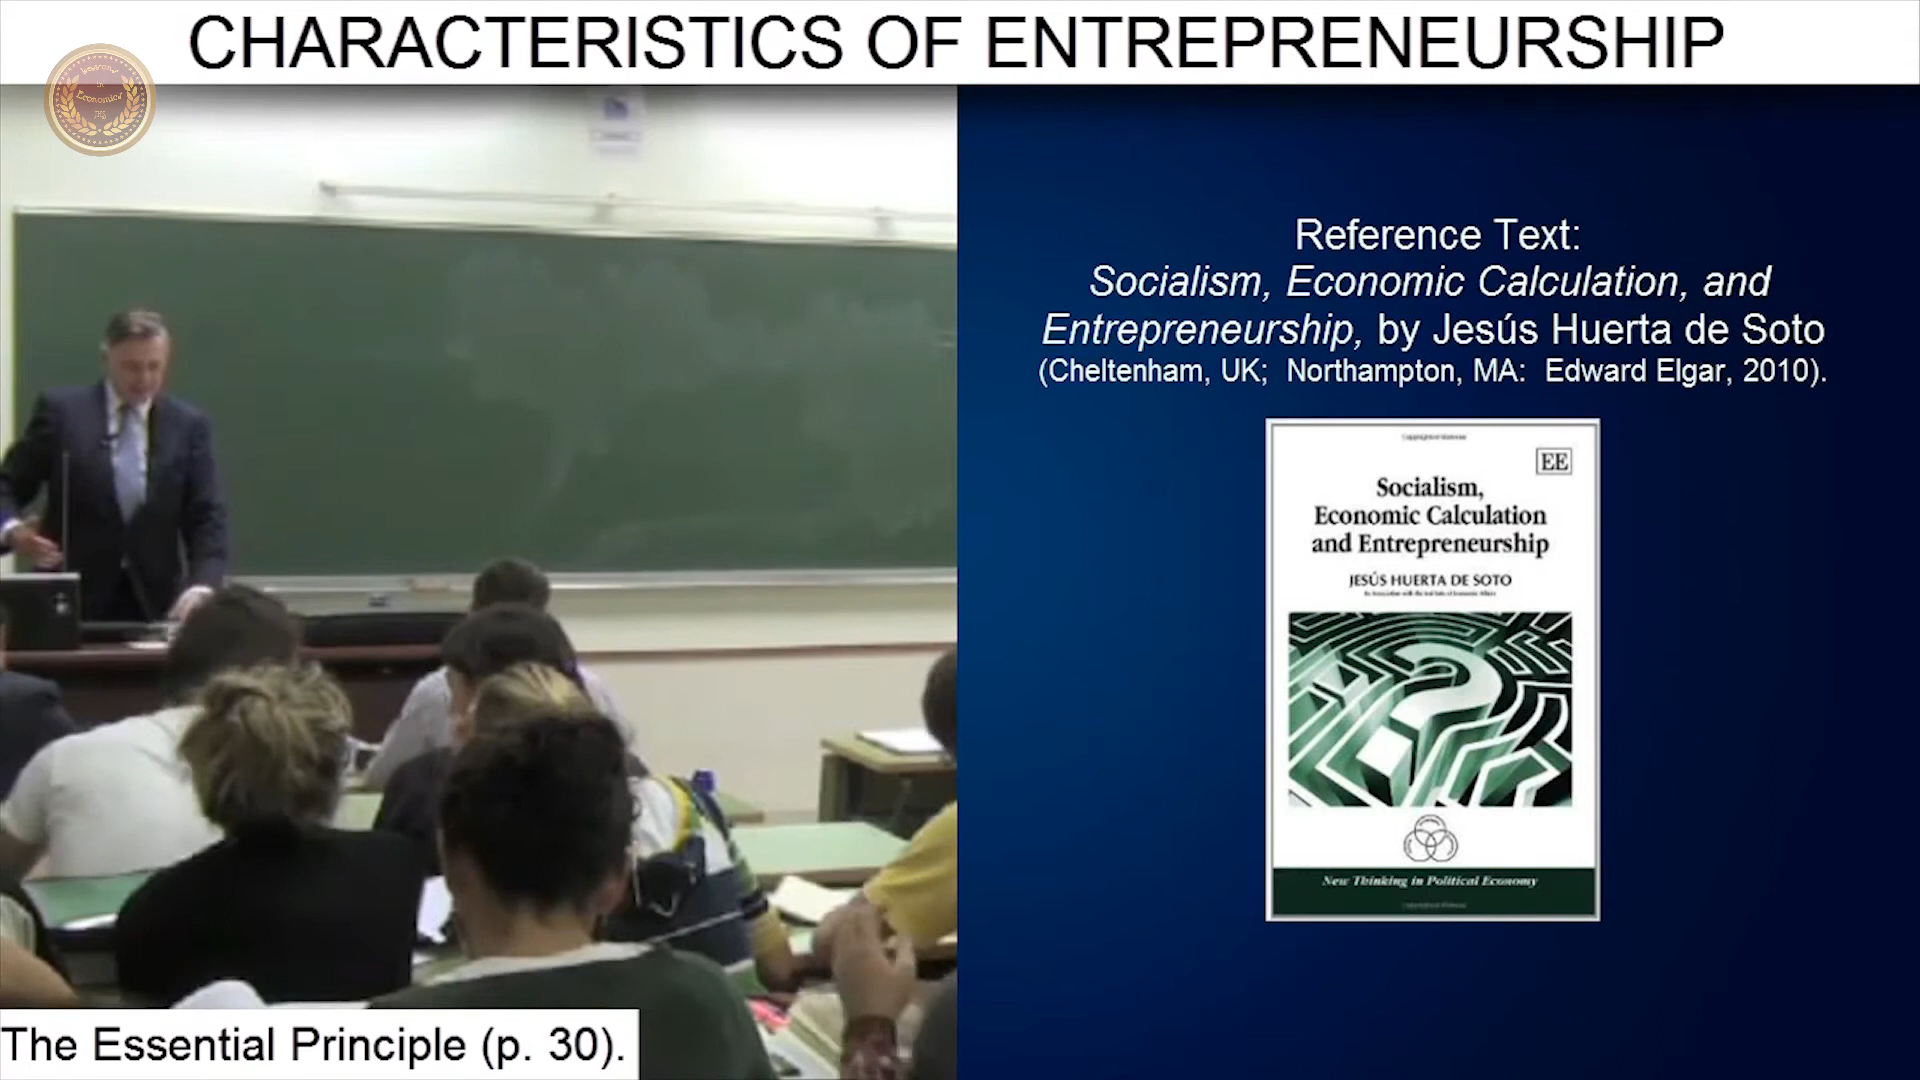 CHARACTERISTICS OF ENTREPRENEURSHIP
Economics
Reference Text:
Socialism, Economic Calculation, and
Entrepreneurship, by Jesús Huerta de Soto
(Cheltenham, UK;  Northampton, MA:  Edward Elgar, 2010).
EE
Socialism,
Economic Calculation
and Entrepreneurship
JESÚS HUERTA DE SOTO
New Thinking in Political Economy
The Essential Principle (p. 30).